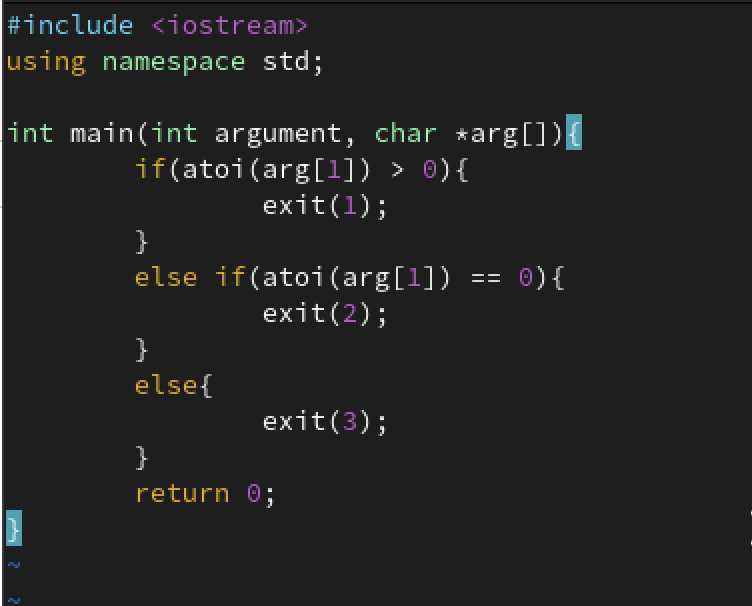 #include <iostream>
using namespace std;

int main(int argument, char *arg[]){
        if(atoi(arg[1]) > 0){
                exit(1);
        }
        else if(atoi(arg[1]) == 0){
                exit(2);
        }
        else{
                exit(3);
        }
        return 0;
}
~
~